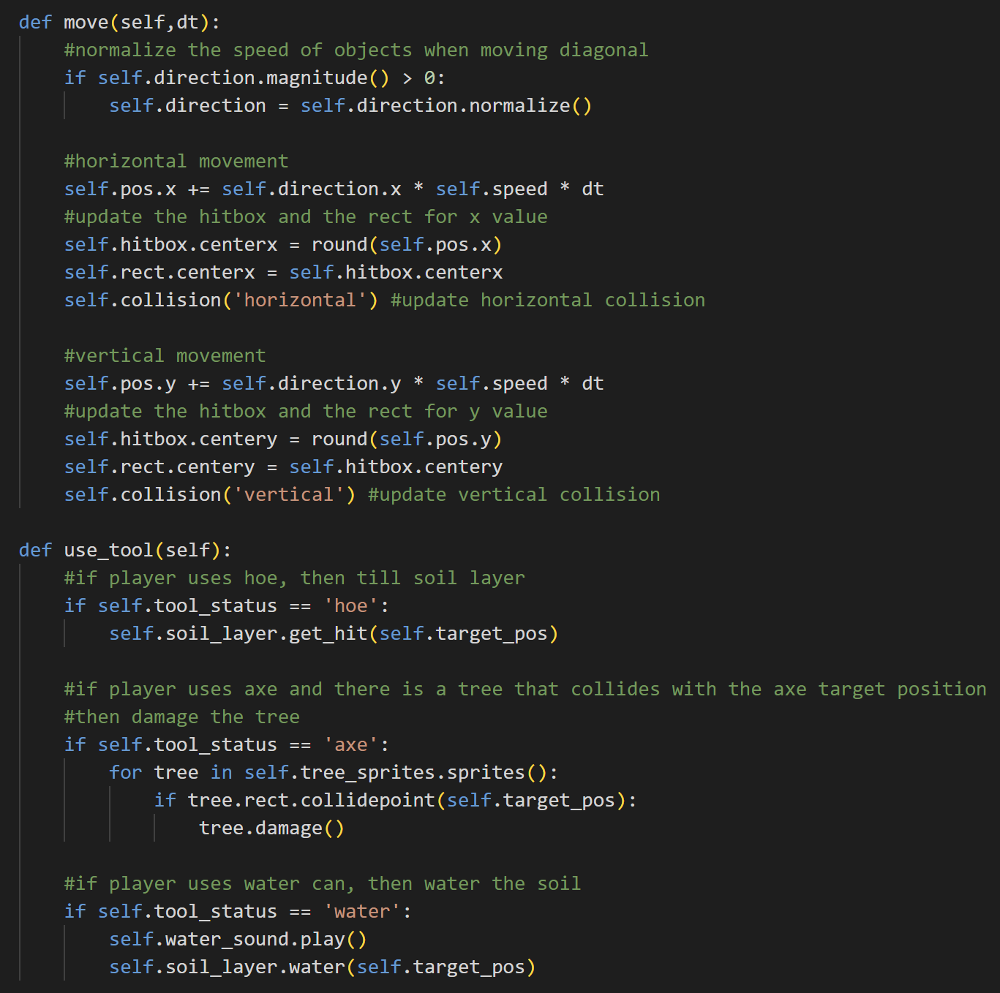 def move(self,dt):
    #normalize the speed of objects when moving diagonal
    if self.direction.magnitude() > 0:
        self.direction = self.direction.normalize()

    #horizontal movement
    self.pos.x += self.direction.x * self.speed * dt
    #update the hitbox and the rect for x value
    self.hitbox.centerx = round(self.pos.x)
    self.rect.centerx = self.hitbox.centerx
    self.collision('horizontal') #update horizontal collision

    #vertical movement
    self.pos.y += self.direction.y * self.speed * dt
    #update the hitbox and the rect for y value
    self.hitbox.centery = round(self.pos.y)
    self.rect.centery = self.hitbox.centery
    self.collision('vertical') #update vertical collision

def use_tool(self):
    #if player uses hoe, then till soil layer
    if self.tool_status == 'hoe':
        self.soil_layer.get_hit(self.target_pos)

    #if player uses axe and there is a tree that collides with the axe target position
    #then damage the tree
    if self.tool_status == 'axe':
        for tree in self.tree_sprites.sprites():
            if tree.rect.collidepoint(self.target_pos):
                tree.damage()

    #if player uses water can, then water the soil
    if self.tool_status == 'water':
        self.water_sound.play()
        self.soil_layer.water(self.target_pos)